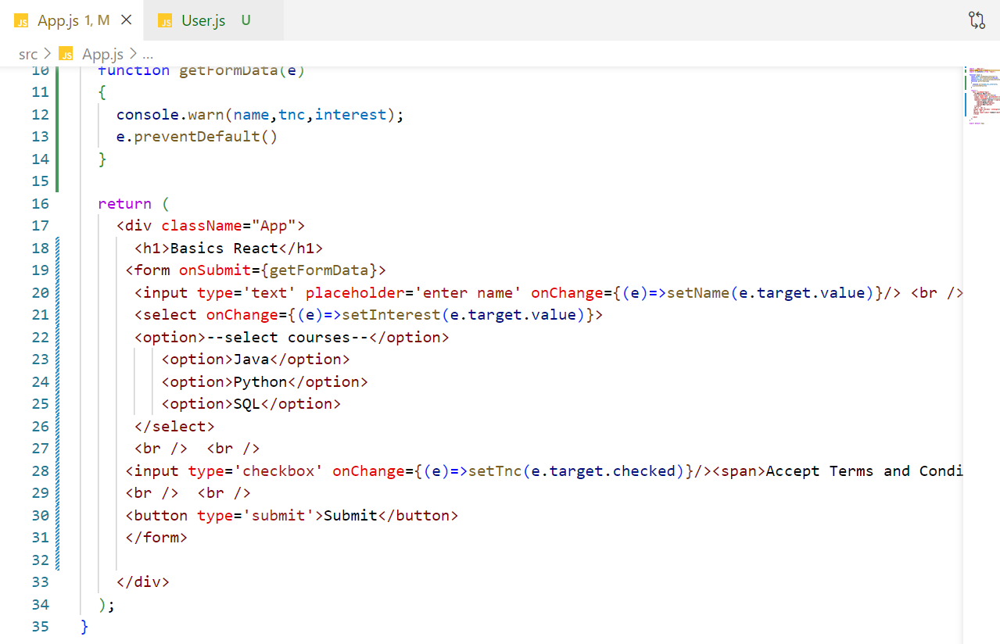 App.js 1, M
User.js U
src > App.js > ...
10 function getFormData(e)
11 {
12 console.warn(name,tnc,interest);
13 e.preventDefault()
14 }
15
16 return (
17 <div className="App">
18 <h1>Basics React</h1>
19 <form onSubmit={getFormData}>
20 <input type='text' placeholder='enter name' onChange={(e)=>setName(e.target.value)}/> <br />
21 <select onChange={(e)=>setInterest(e.target.value)}>
22 <option>--select courses--</option>
23 <option>Java</option>
24 <option>Python</option>
25 <option>SQL</option>
26 </select>
27 <br />  <br />
28 <input type='checkbox' onChange={(e)=>setTnc(e.target.checked)}/><span>Accept Terms and Condi
29 <br />  <br />
30 <button type='submit'>Submit</button>
31 </form>
32
33 </div>
34 );
35 }